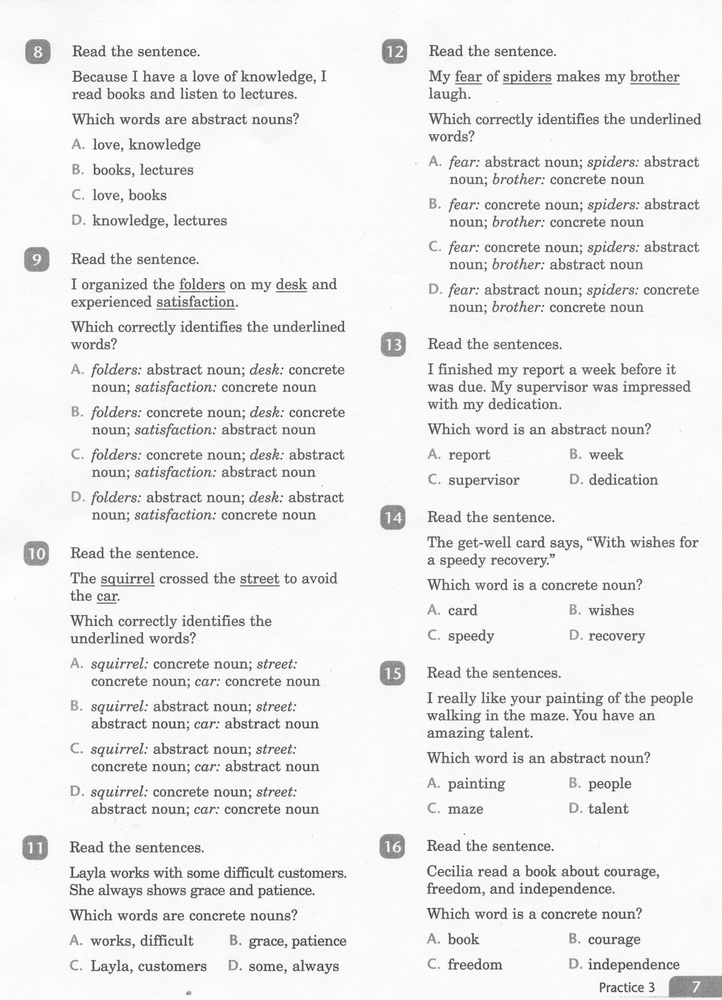 8
Read the sentence.
Because I have a love of knowledge, I
read books and listen to lectures.
Which words are abstract nouns?
A. love, knowledge
B. books, lectures
C. love, books
D. knowledge, lectures
9
Read the sentence.
I organized the folders on my desk and
experienced satisfaction.
Which correctly identifies the underlined
words?
A. folders: abstract noun; desk: concrete
noun; satisfaction: concrete noun
B. folders: concrete noun; desk: concrete
noun; satisfaction: abstract noun
C. folders: concrete noun; desk: abstract
noun; satisfaction: abstract noun
D. folders: abstract noun; desk: abstract
noun; satisfaction: concrete noun
10
Read the sentence.
The squirrel crossed the street to avoid
the car.
Which correctly identifies the
underlined words?
A. squirrel: concrete noun; street:
concrete noun; car: concrete noun
B. squirrel: abstract noun; street:
abstract noun; car: abstract noun
C. squirrel: abstract noun; street:
concrete noun; car: abstract noun
D. squirrel: concrete noun; street:
abstract noun; car: concrete noun
11
Read the sentences.
Layla works with some difficult customers.
She always shows grace and patience.
Which words are concrete nouns?
A. works, difficult B. grace, patience
C. Layla, customers D. some, always
12
Read the sentence.
My fear of spiders makes my brother
laugh.
Which correctly identifies the underlined
words?
A. fear: abstract noun; spiders: abstract
noun; brother: concrete noun
B. fear: concrete noun; spiders: abstract
noun; brother: concrete noun
C. fear: concrete noun; spiders: abstract
noun; brother: abstract noun
D. fear: abstract noun; spiders: concrete
noun; brother: concrete noun
13
Read the sentences.
I finished my report a week before it
was due. My supervisor was impressed
with my dedication.
Which word is an abstract noun?
A. report B. week
C. supervisor D. dedication
14
Read the sentence.
The get-well card says, “With wishes for
a speedy recovery.”
Which word is a concrete noun?
A. card B. wishes
C. speedy D. recovery
15
Read the sentences.
I really like your painting of the people
walking in the maze. You have an
amazing talent.
Which word is an abstract noun?
A. painting B. people
C. maze D. talent
16
Read the sentence.
Cecilia read a book about courage,
freedom, and independence.
Which word is a concrete noun?
A. book B. courage
C. freedom D. independence
Practice 3 7